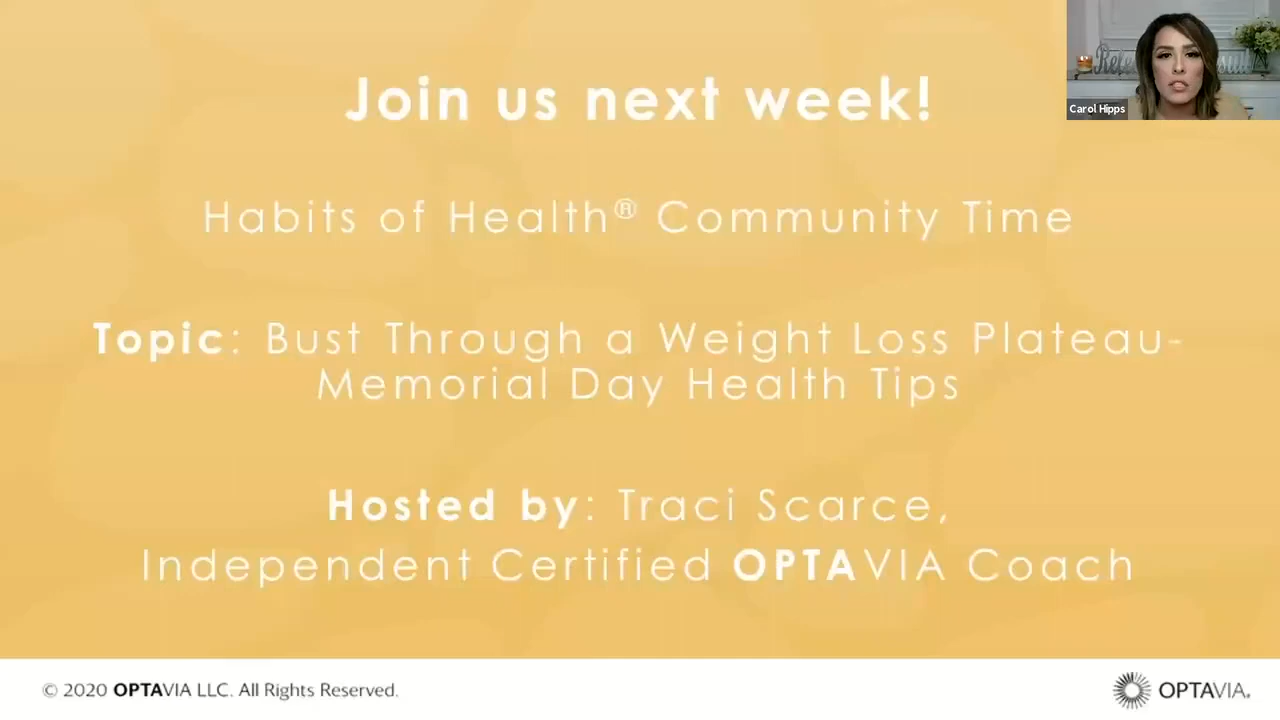 Join us next week!
Carol Hipps
Habits of Health® Community Time
Topic: Bust Through a Weight Loss Plateau-
Memorial Day Health Tips
Hosted by: Traci Scarce,
Independent Certified OPTAVIA Coach
© 2020 OPTAVIA LLC. All Rights Reserved.
OPTAVIA®